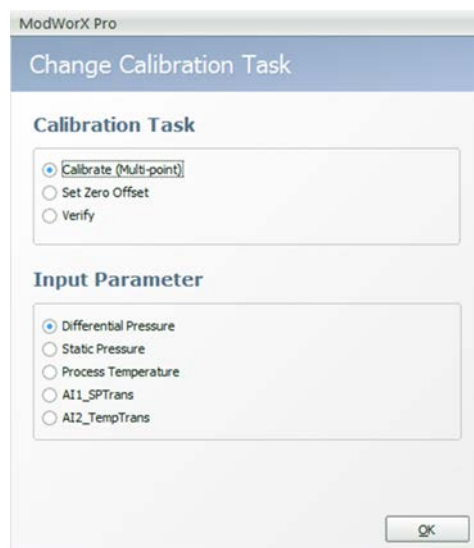 ModWorX Pro
Change Calibration Task
Calibration Task
Calibrate (Multi-point)
Set Zero Offset
Verify
Input Parameter
Differential Pressure
Static Pressure
Process Temperature
AI1_SPTrans
AI2_TempTrans
OK